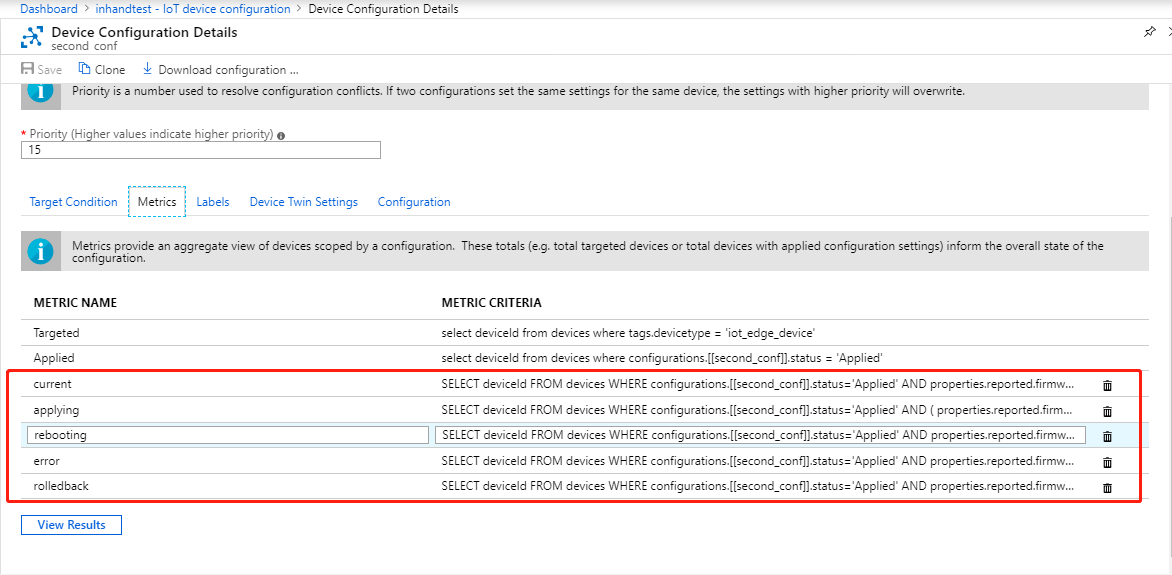 Dashboard > inhandtest - IoT device configuration > Device Configuration Details
Device Configuration Details
second_conf
Save Clone Download configuration ...
Priority is a number used to resolve configuration conflicts. If two configurations set the same settings for the same device, the settings with higher priority will overwrite.
* Priority (Higher values indicate higher priority)
15
Target Condition Metrics Labels Device Twin Settings Configuration
Metrics provide an aggregate view of devices scoped by a configuration. These totals (e.g. total targeted devices or total devices with applied configuration settings) inform the overall state of the
configuration.
METRIC NAME METRIC CRITERIA
Targeted select deviceId from devices where tags.devicetype = 'iot_edge_device'
Applied select deviceId from devices where configurations.[[second_conf]].status = 'Applied'
current SELECT deviceId FROM devices WHERE configurations.[[second_conf]].status='Applied' AND properties.reported.firmw...
applying SELECT deviceId FROM devices WHERE configurations.[[second_conf]].status='Applied' AND ( properties.reported.firm...
rebooting SELECT deviceId FROM devices WHERE configurations.[[second_conf]].status='Applied' AND properties.reported.firmw...
error SELECT deviceId FROM devices WHERE configurations.[[second_conf]].status='Applied' AND properties.reported.firmw...
rolledback SELECT deviceId FROM devices WHERE configurations.[[second_conf]].status='Applied' AND properties.reported.firmw...
View Results